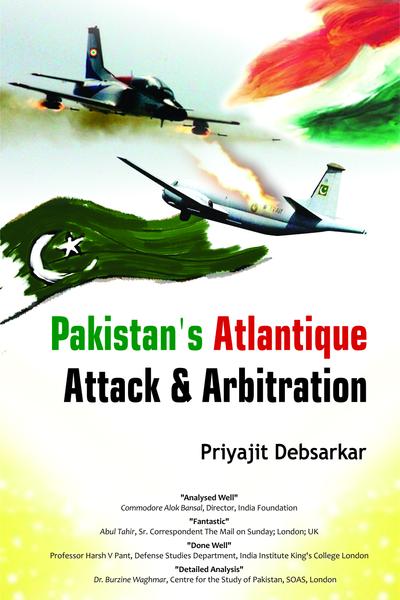 Pakistan's Atlantique
Attack & Arbitration
Priyajit Debsarkar
"Analysed Well"
Commodore Alok Bansal, Director, India Foundation
"Fantastic"
Abul Tahir, Sr. Correspondent The Mail on Sunday; London; UK
"Done Well"
Professor Harsh V Pant, Defense Studies Department, India Institute King's College London
"Detailed Analysis"
Dr. Burzine Waghmar, Centre for the Study of Pakistan, SOAS, London